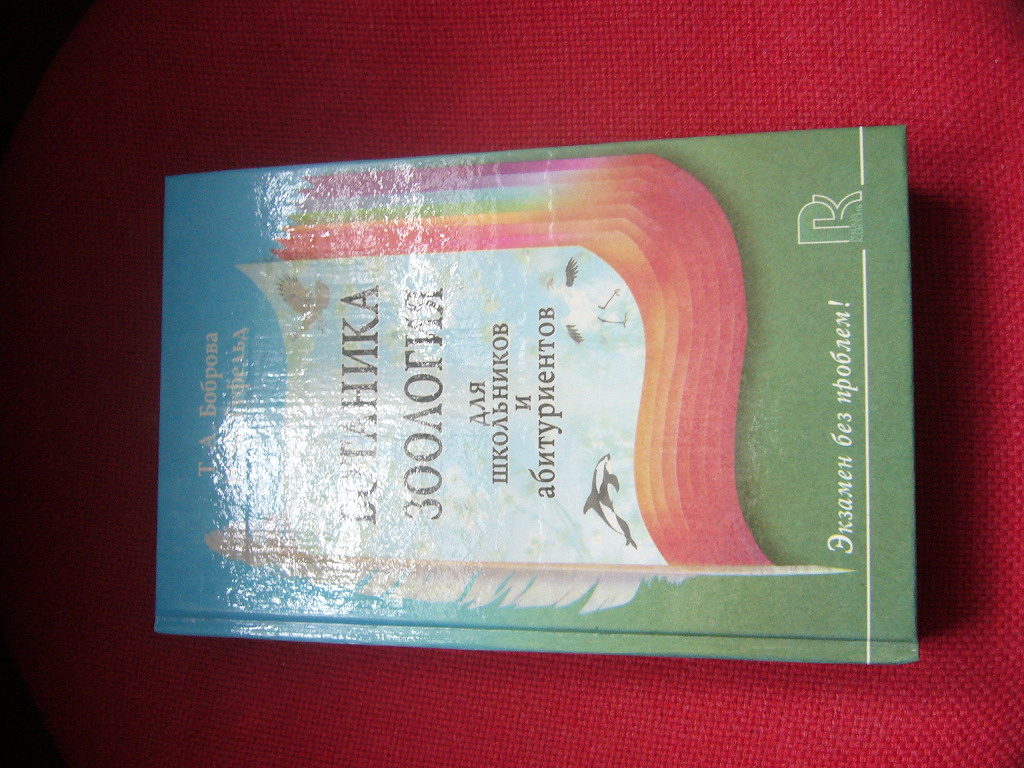 Т. А. Боброва
БОТАНИКА
ЗООЛОГИЯ
для
школьников
и
абитуриентов
Экзамен без проблем!